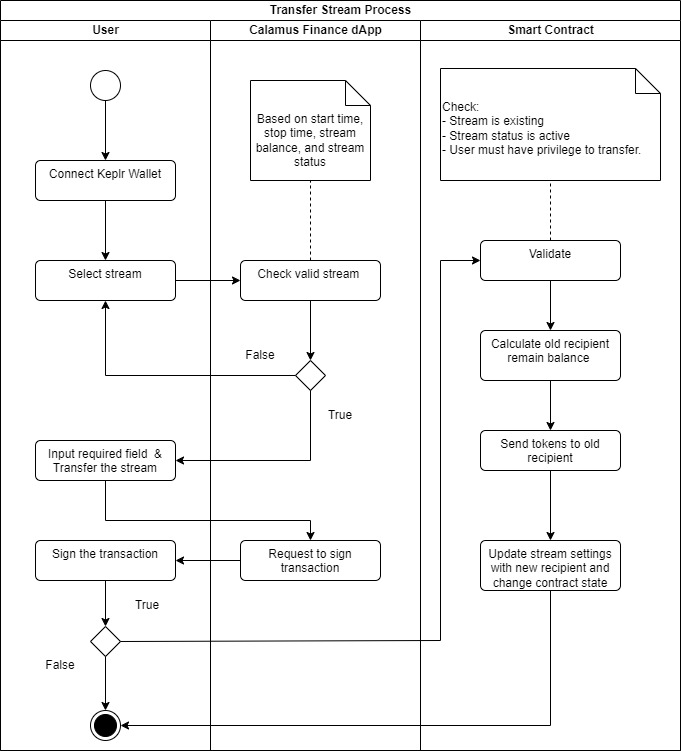 Transfer Stream Process
User
Calamus Finance dApp
Smart Contract
Based on start time,
stop time, stream
balance, and stream
status
Check:
- Stream is existing
- Stream status is active
- User must have privilege to transfer.
Connect Keplr Wallet
Select stream
Check valid stream
Validate
False
Calculate old recipient
remain balance
True
Input required field &
Transfer the stream
Send tokens to old
recipient
Sign the transaction
Request to sign
transaction
Update stream settings
with new recipient and
change contract state
True
False